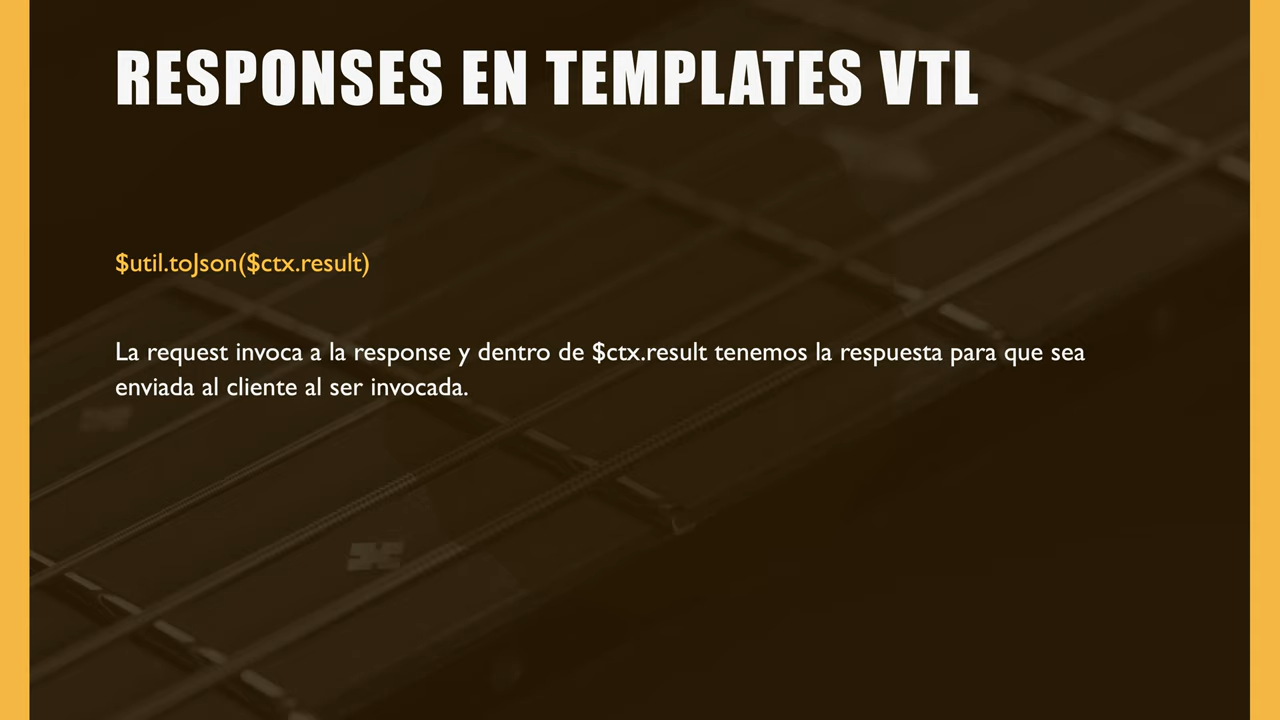 RESPONSES EN TEMPLATES VTL
$util.toJson($ctx.result)
La request invoca a la response y dentro de $ctx.result tenemos la respuesta para que sea
enviada al cliente al ser invocada.